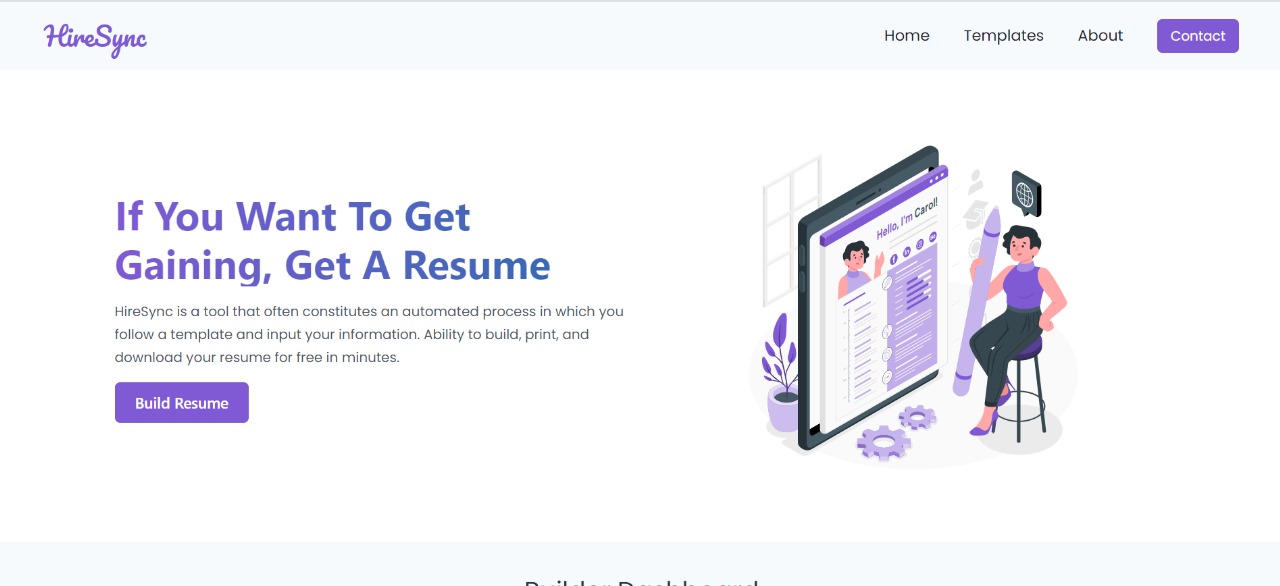 HireSync
Home Templates About Contact
If You Want To Get
Gaining, Get A Resume
HireSync is a tool that often cnstitutes an automated process in which you
follow a template and input your information. Ability to build, print, and
download your resume for free in minutes.
Build Resume
Hello, I'm Carol!
Builder Dashboard